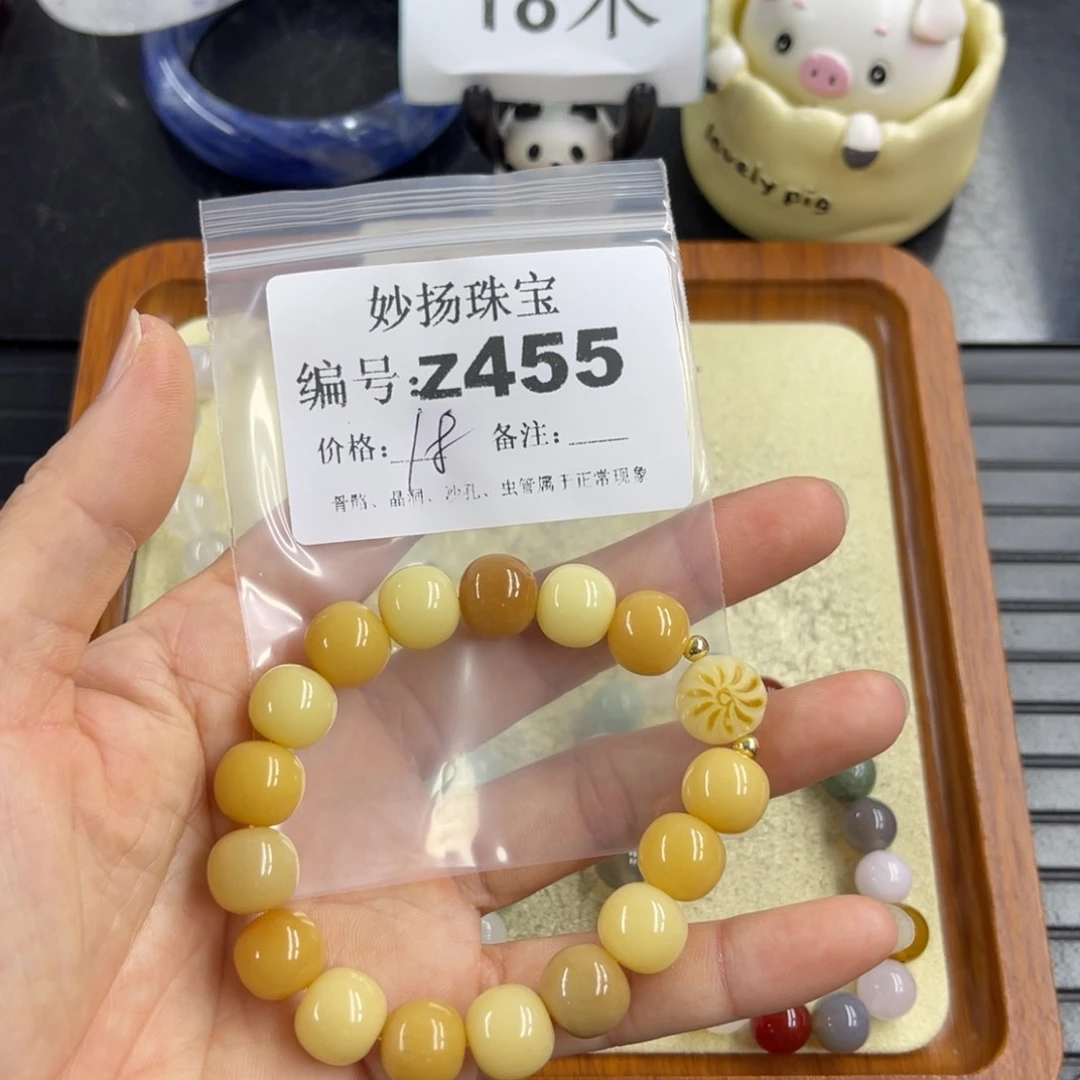 18米
lovely pig
妙扬珠宝
编号:z455
价格: 18 备注:
骨骼、晶洞、沙孔、虫管属于正常现象